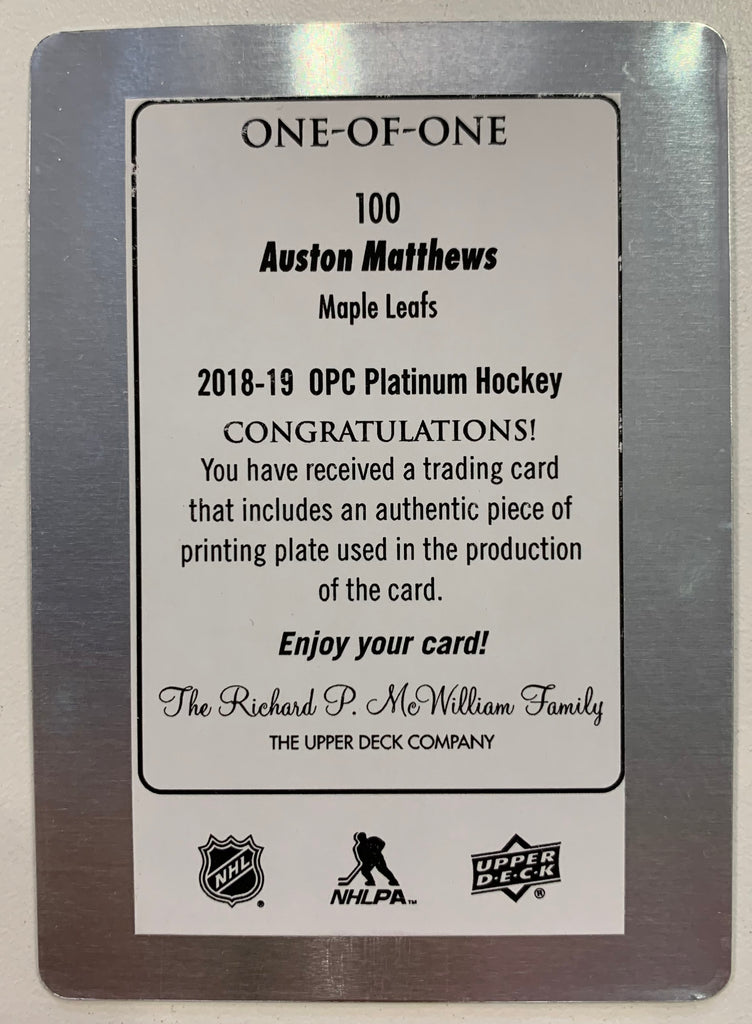 ONE-OF-ONE
100
Auston Matthews
Maple Leafs
2018-19 OPC Platinum Hockey
CONGRATULATIONS!
You have received a trading card
that includes an authentic piece of
printing plate used in the production
of the card.
Enjoy your card!
The Richard P. McWilliam Family
THE UPPER DECK COMPANY
NHL® NHLPA™ UPPER
D·E·C·K®